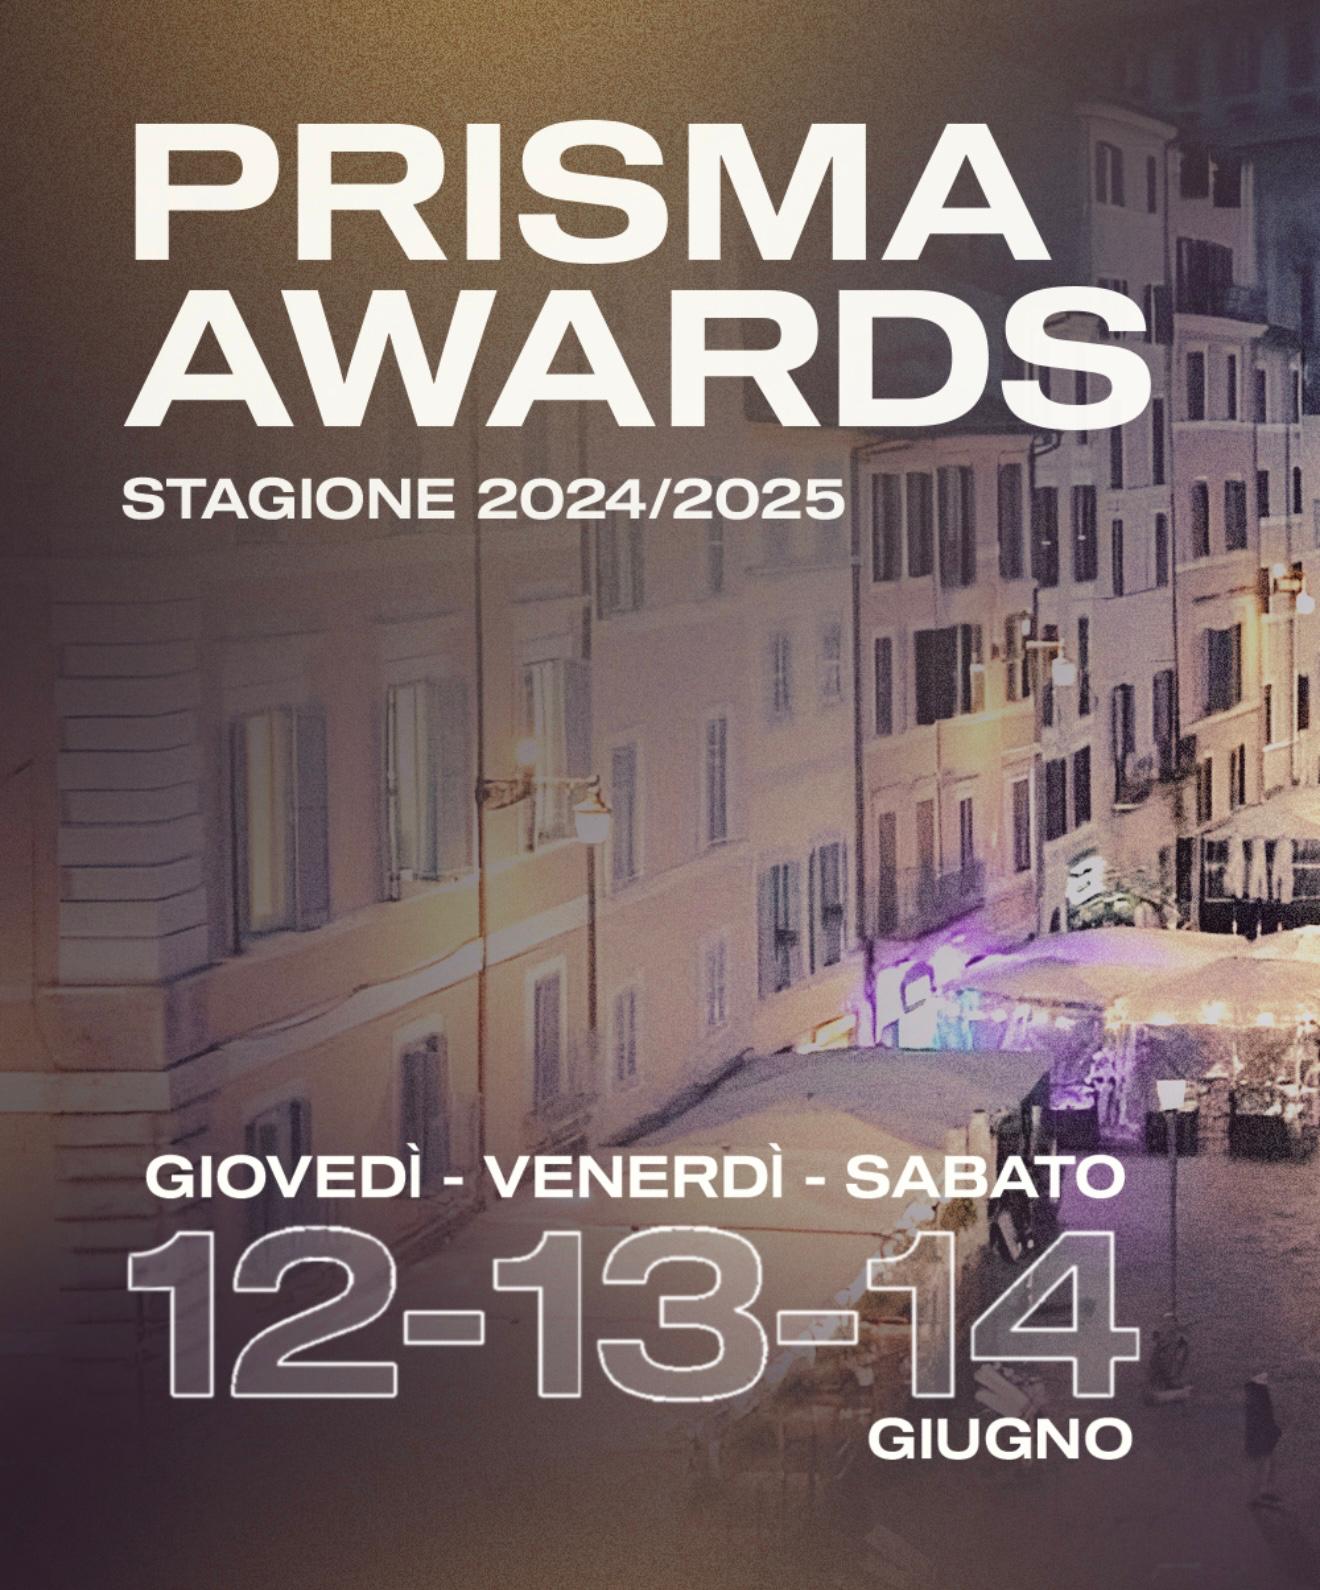 PRISMA
AWARDS
STAGIONE 2024/2025
GIOVEDÌ - VENERDÌ - SABATO
12-13-14
GIUGNO